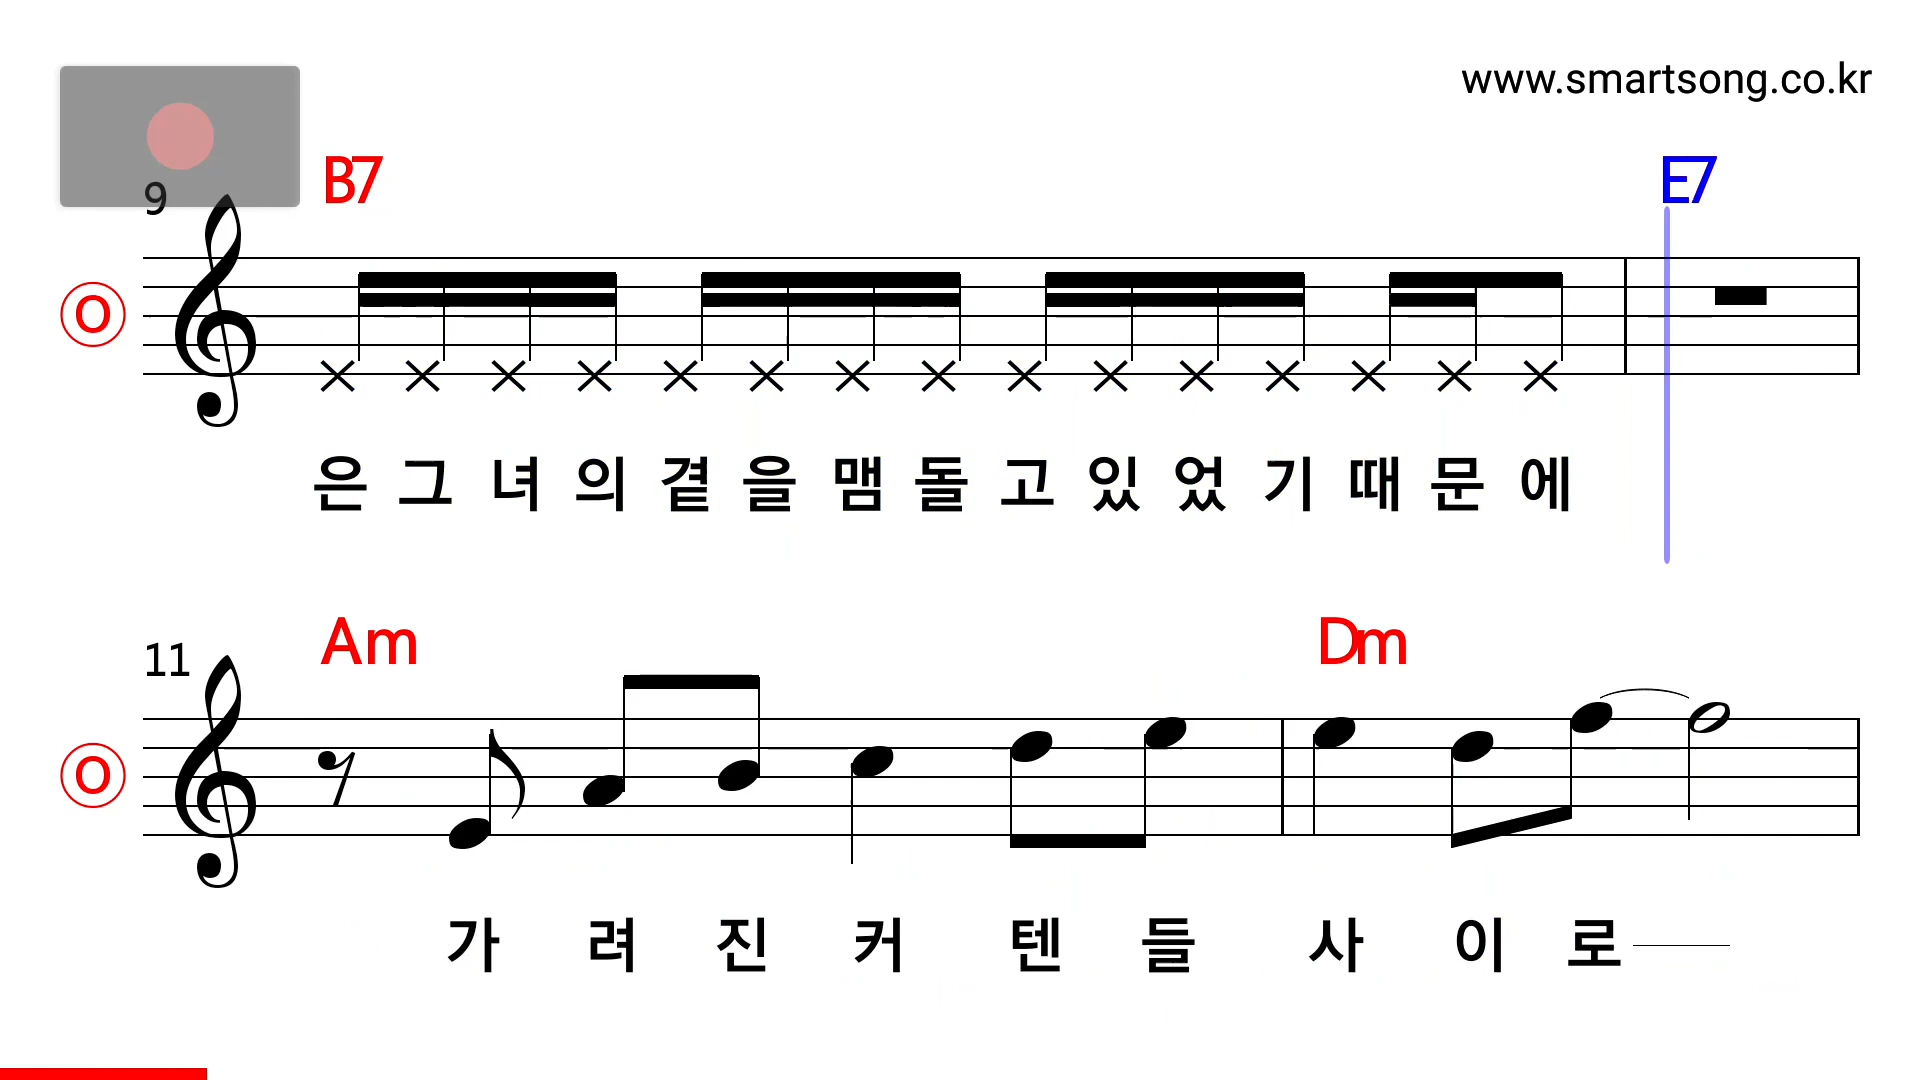 www.smartsong.co.kr
9 B7 E7
O
은 그 녀 의 곁 을 맴 돌 고 있 었 기 때 문 에
11 Am Dm
O
가 려 진 커 텐 들 사 이 로